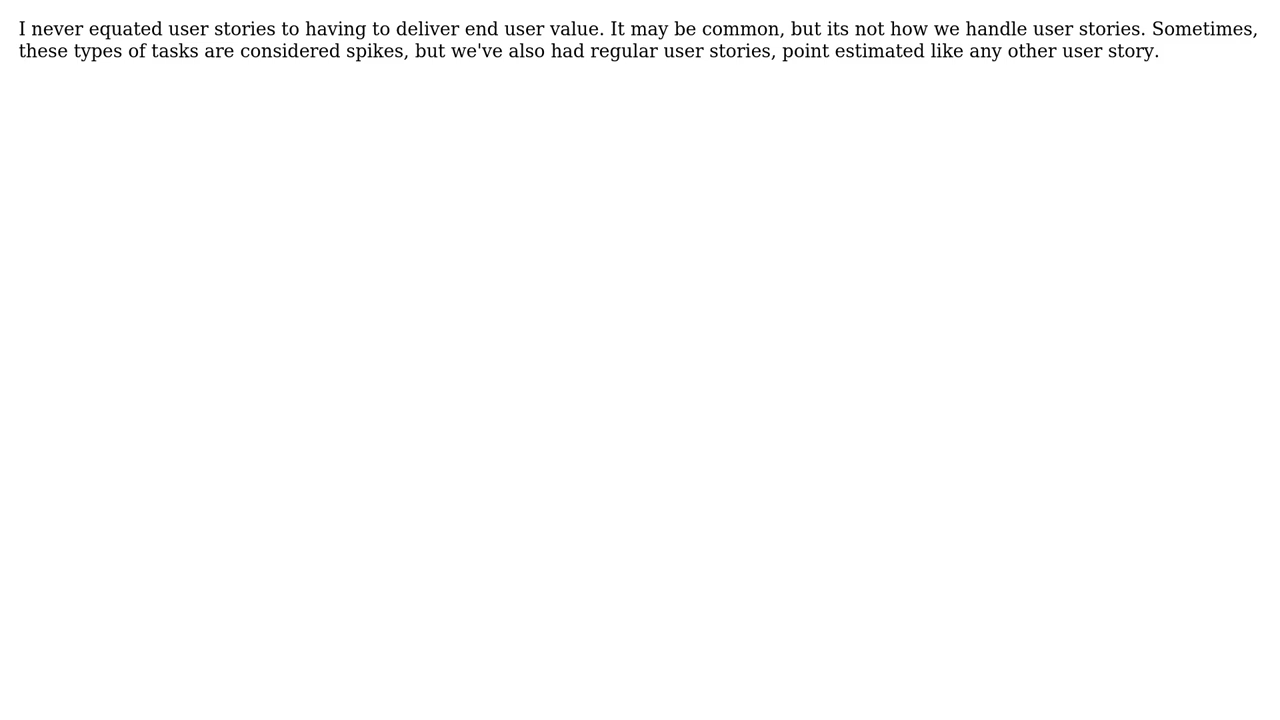 I never equated user stories to having to deliver end user value. It may be common, but its not how we handle user stories. Sometimes,
these types of tasks are considered spikes, but we've also had regular user stories, point estimated like any other user story.